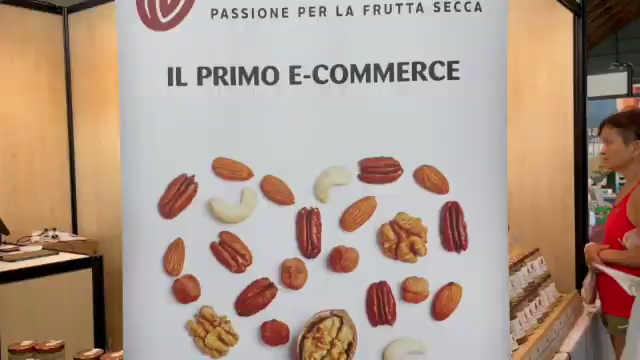 PASSIONE PER LA FRUTTA SECCA
IL PRIMO E-COMMERCE